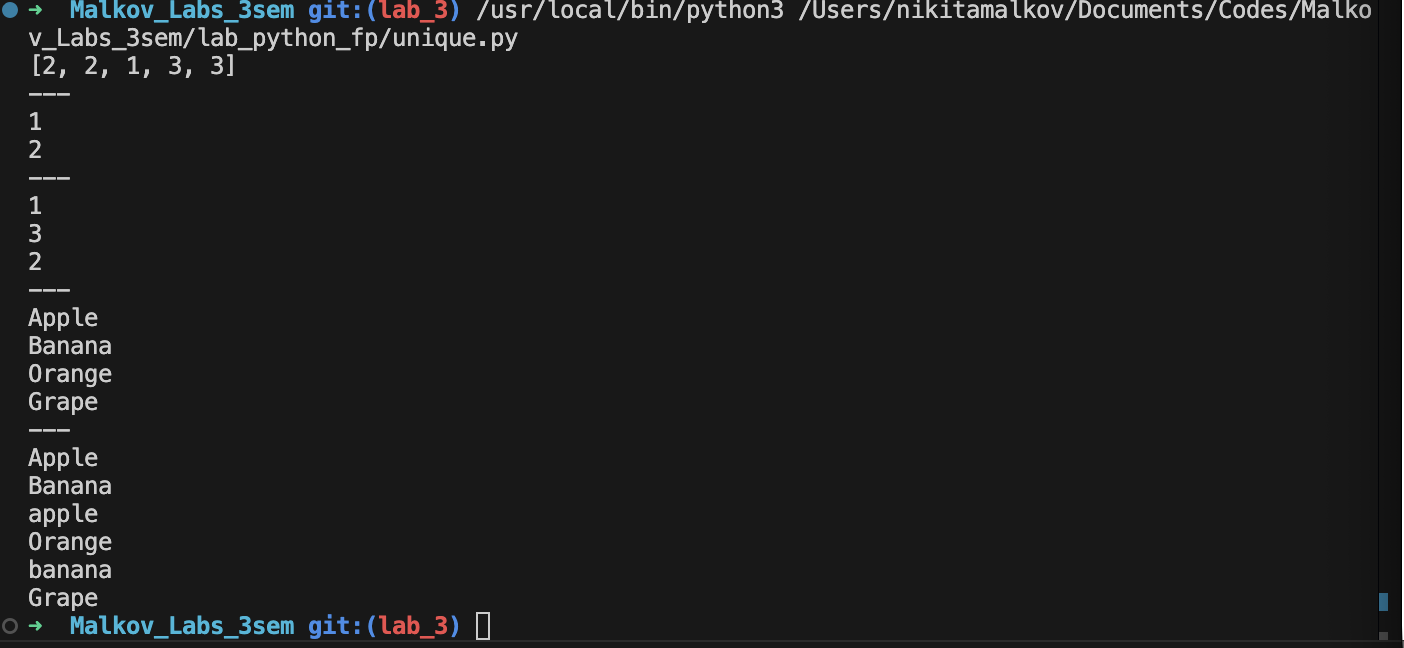 ➜  Malkov_Labs_3sem git:(lab_3) /usr/local/bin/python3 /Users/nikitamalkov/Documents/Codes/Malko
v_Labs_3sem/lab_python_fp/unique.py
[2, 2, 1, 3, 3]
---
1
2
---
1
3
2
---
Apple
Banana
Orange
Grape
---
Apple
Banana
apple
Orange
banana
Grape
➜  Malkov_Labs_3sem git:(lab_3)